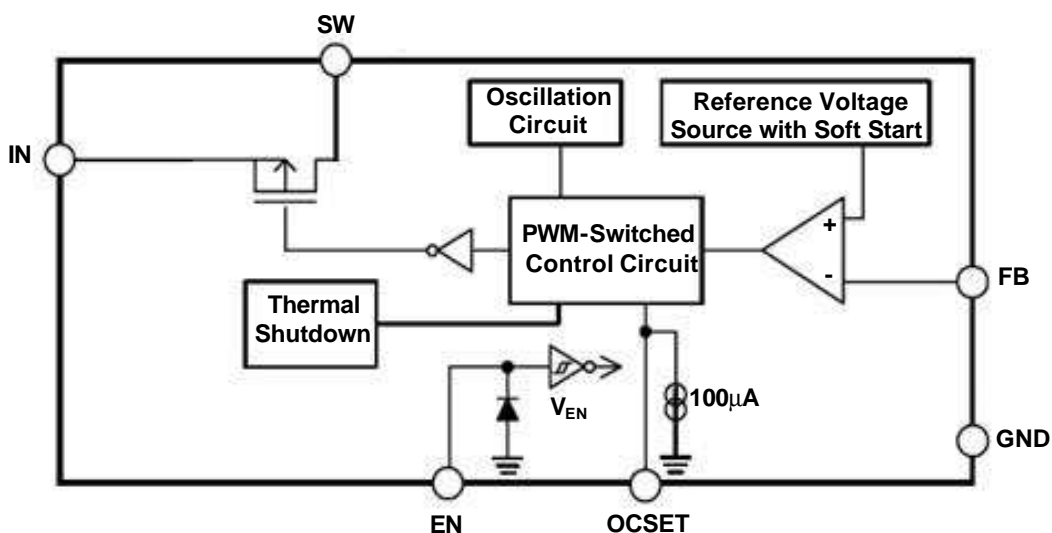 SW
Oscillation
Circuit
Reference Voltage
Source with Soft Start
IN
+
PWM-Switched
Control Circuit
-
FB
Thermal
Shutdown
VEN
100μA
GND
EN
OCSET